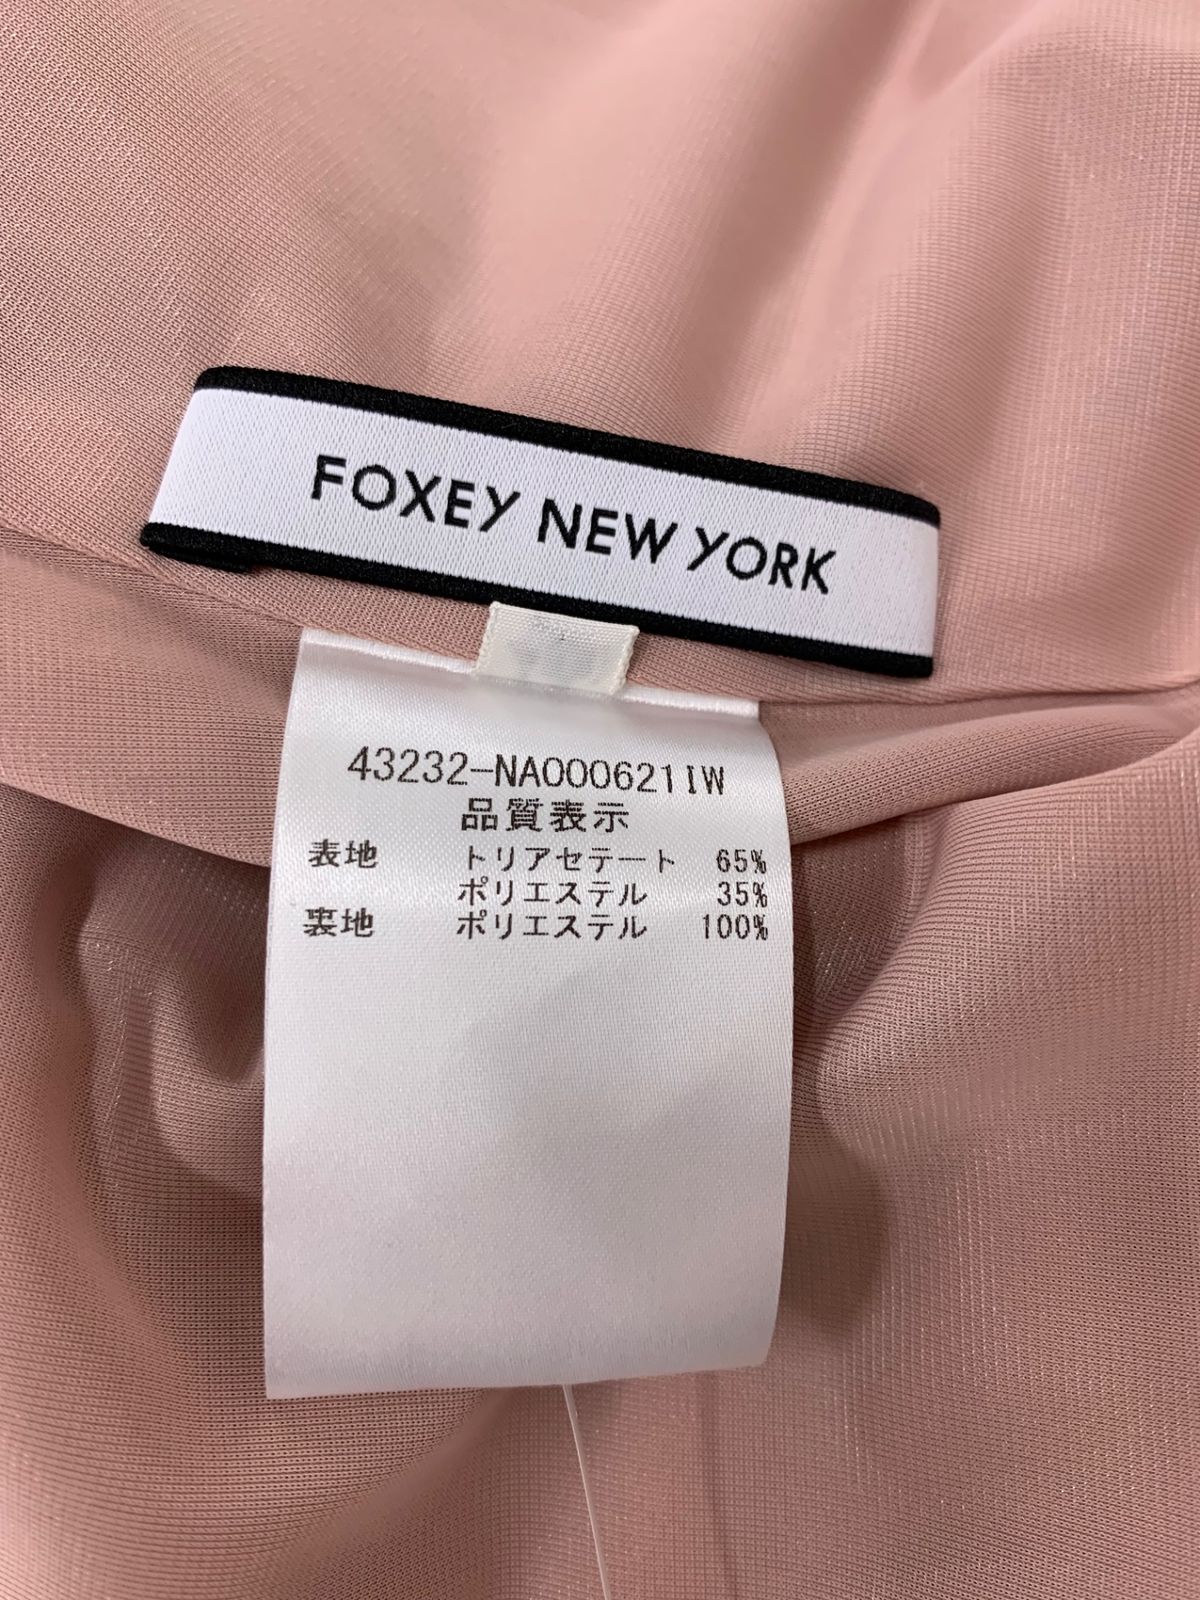 FOXEY NEW YORK
43232-NA000621IW
品質表示
表地 トリアセテート 65%
ポリエステル 35%
裏地 ポリエステル 100%